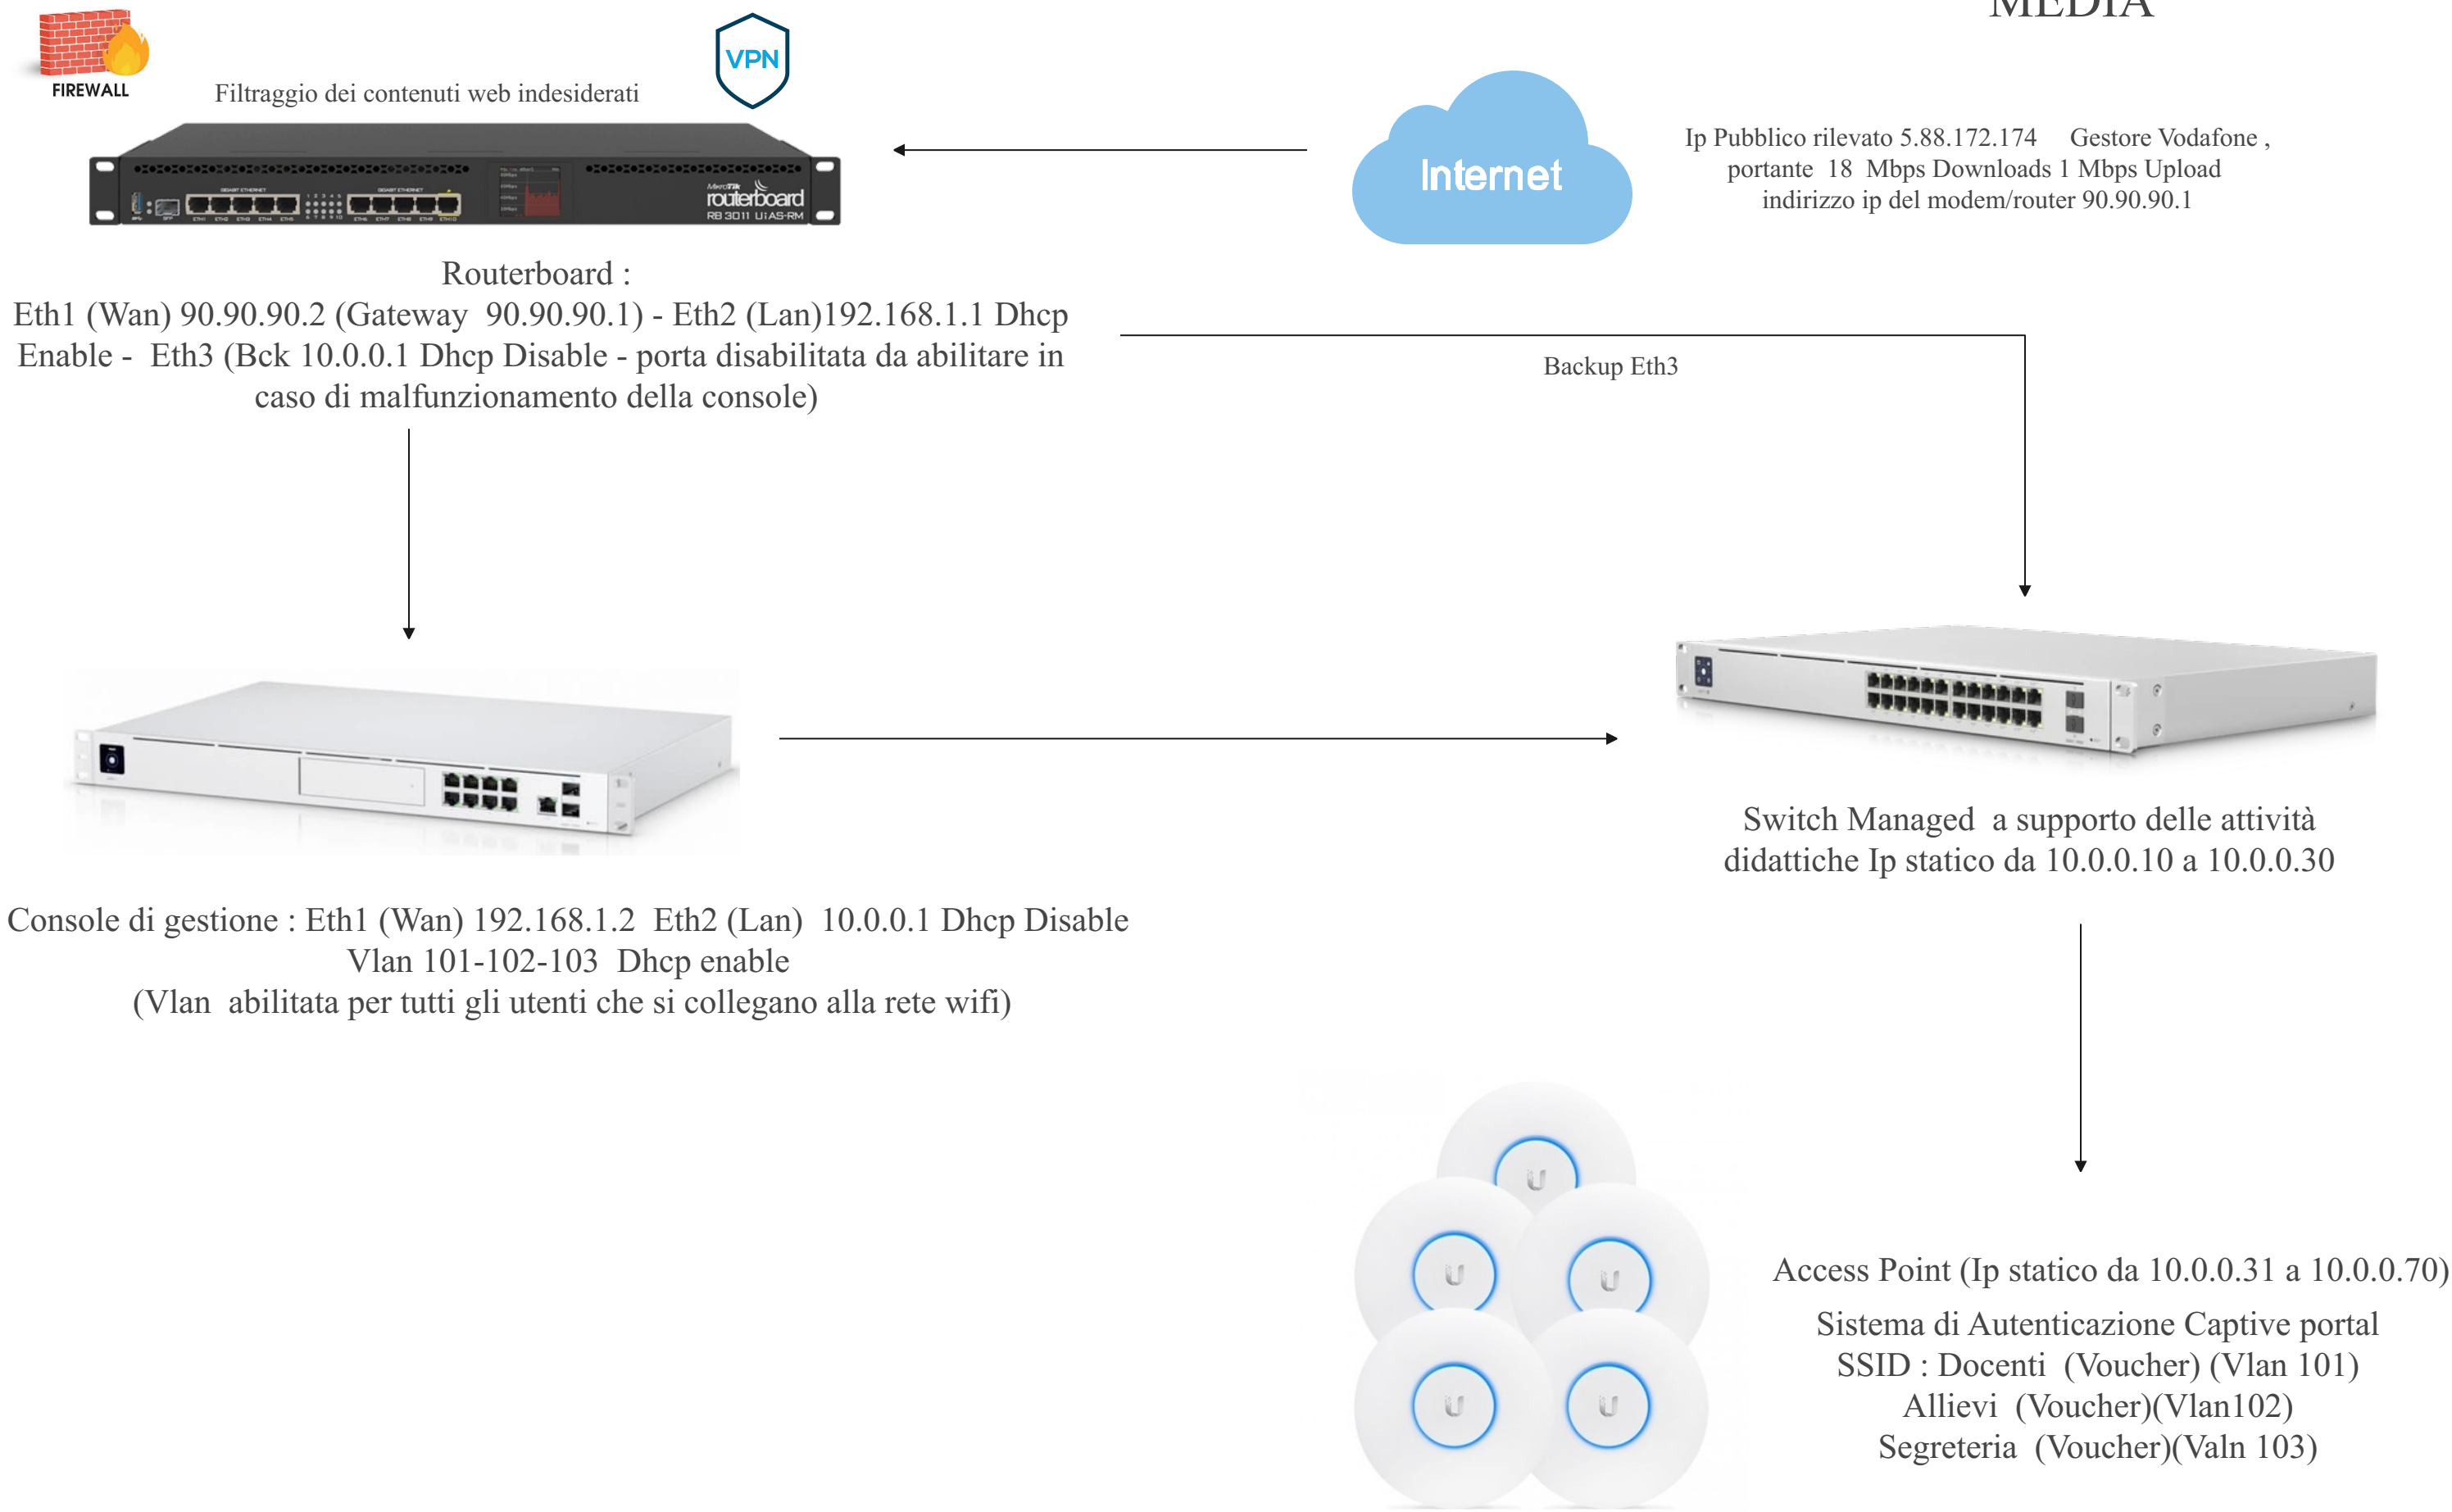 MEDIA
FIREWALL
Filtraggio dei contenuti web indesiderati
VPN
Internet
Ip Pubblico rilevato 5.88.172.174 Gestore Vodafone ,
portante 18 Mbps Downloads 1 Mbps Upload
indirizzo ip del modem/router 90.90.90.1
GIGABIT ETHERNET
GIGABIT ETHERNET
MikroTik
routerboard
RB 3011 UiAS-RM
Routerboard :
Eth1 (Wan) 90.90.90.2 (Gateway 90.90.90.1) - Eth2 (Lan)192.168.1.1 Dhcp
Enable - Eth3 (Bck 10.0.0.1 Dhcp Disable - porta disabilitata da abilitare in
caso di malfunzionamento della console)
Backup Eth3
Switch Managed a supporto delle attività
didattiche Ip statico da 10.0.0.10 a 10.0.0.30
Console di gestione : Eth1 (Wan) 192.168.1.2 Eth2 (Lan) 10.0.0.1 Dhcp Disable
Vlan 101-102-103 Dhcp enable
(Vlan abilitata per tutti gli utenti che si collegano alla rete wifi)
Access Point (Ip statico da 10.0.0.31 a 10.0.0.70)
Sistema di Autenticazione Captive portal
SSID : Docenti (Voucher) (Vlan 101)
Allievi (Voucher)(Vlan102)
Segreteria (Voucher)(Valn 103)